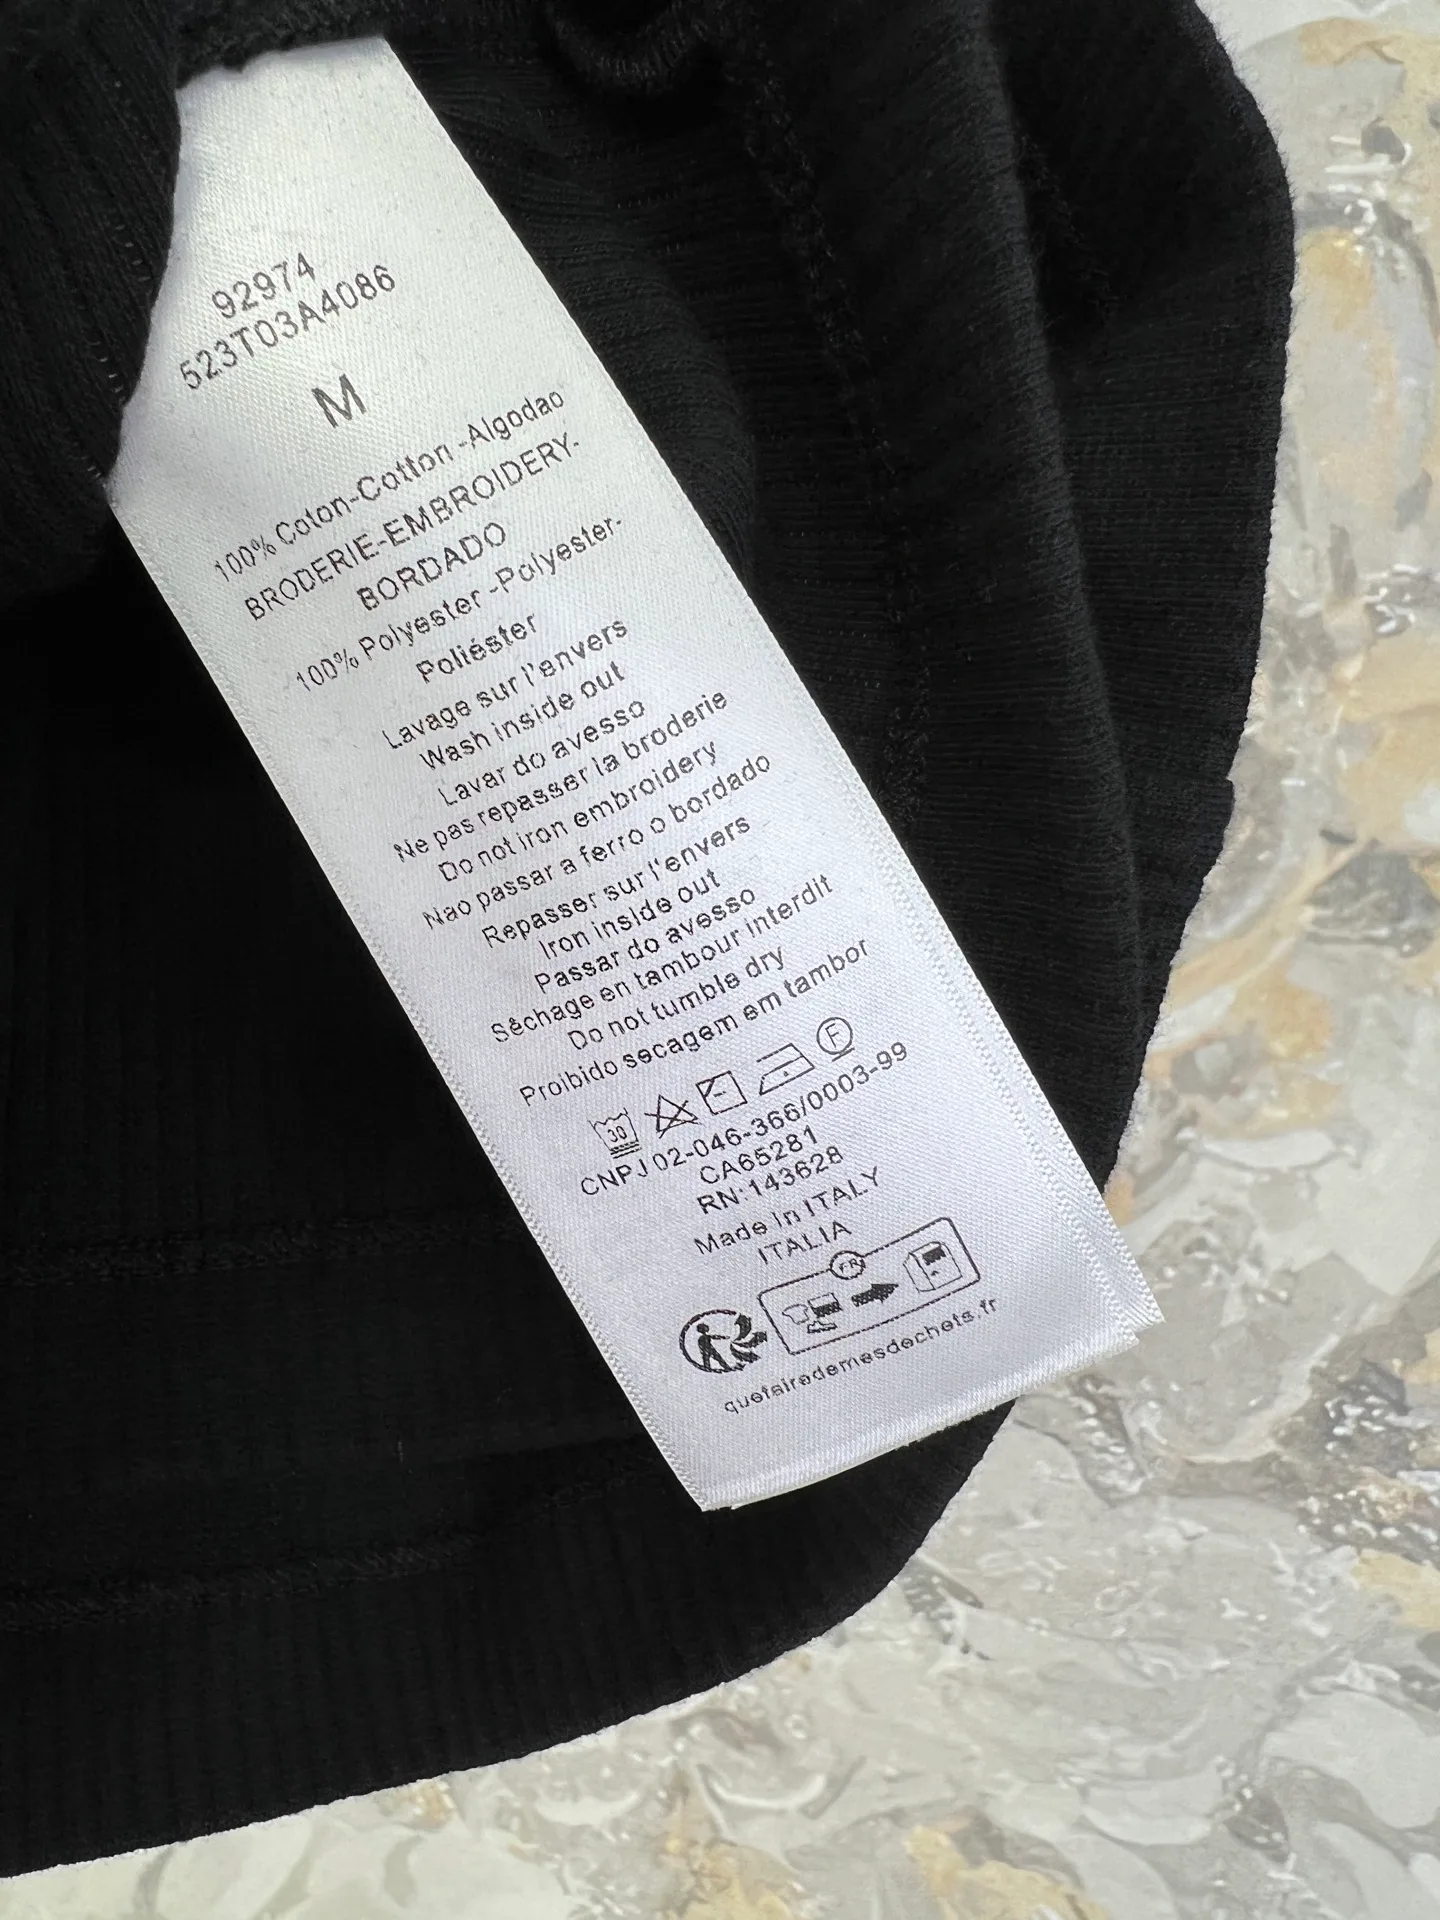 92974
523T03A4086
M
100% Coton-Cotton -Algodao
BRODERIE-EMBROIDERY-
BORDADO
100% Polyester -Polyester-
Poliéster
Lavage sur l'envers
Wash inside out
Lavar do avesso
Ne pas repasser la broderie
Do not iron embroidery
Nao passar a ferro o bordado
Repasser sur l'envers
Iron inside out
Passar do avesso
Sêchage en tambour interdit
Do not tumble dry
Proibido secagem em tambor
30 F
CNPJ 02-046-366/0003-99
CA65281
RN:143628
Made in ITALY
ITALIA
FR
quefairedemesdechets.fr